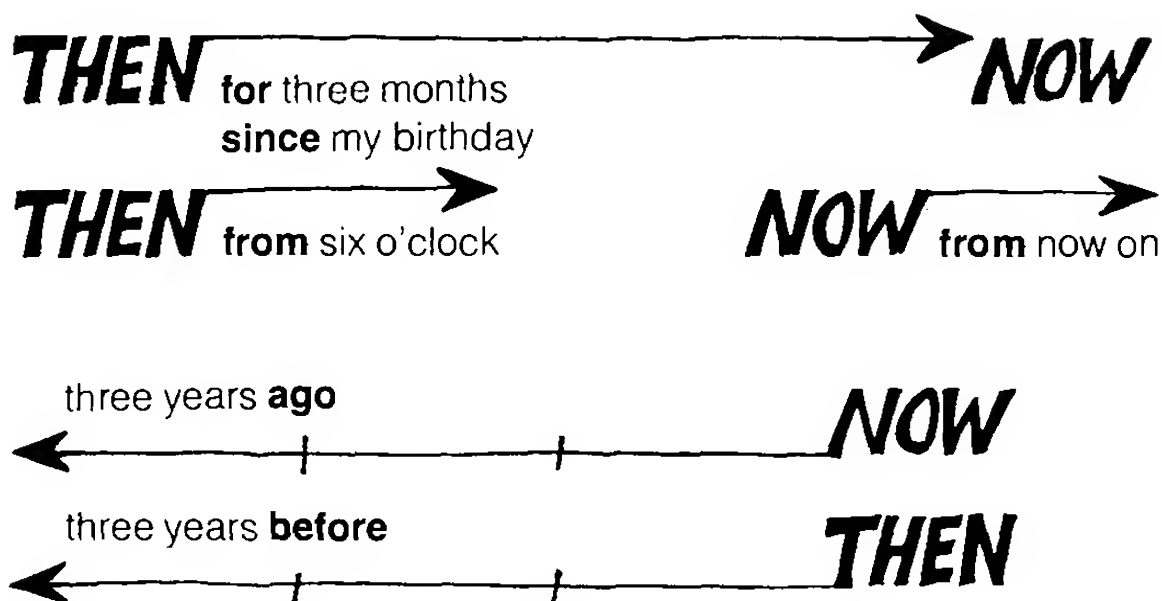 THEN NOW
for three months
since my birthday
THEN from six o'clock NOW from now on
three years ago
NOW
three years before
THEN